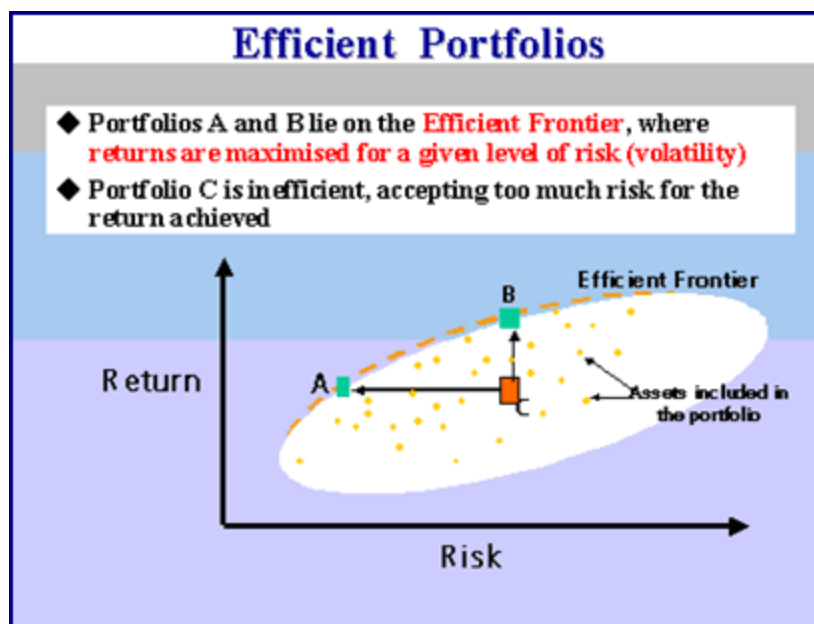 Efficient Portfolios
◆ Portfolios A and B lie on the Efficient Frontier, where
returns are maximised for a given level of risk (volatility)
◆ Portfolio C is inefficient, accepting too much risk for the
return achieved
Efficient Frontier
B
Return
A
C
Assets included in
the portfolio
Risk